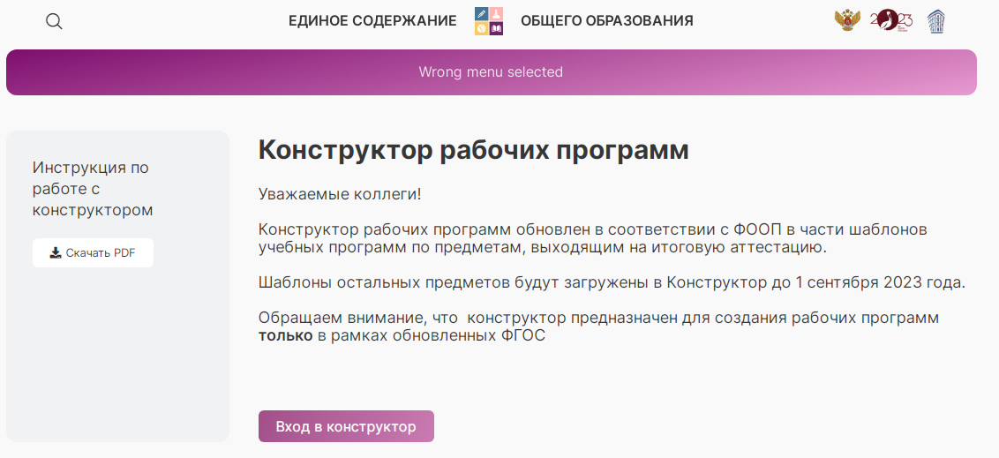 ЕДИНОЕ СОДЕРЖАНИЕ ОБЩЕГО ОБРАЗОВАНИЯ
2023
Wrong menu selected
Инструкция по
работе с
конструктором
Скачать PDF
Конструктор рабочих программ
Уважаемые коллеги!
Конструктор рабочих программ обновлен в соответствии с ФООП в части шаблонов
учебных программ по предметам, выходящим на итоговую аттестацию.
Шаблоны остальных предметов будут загружены в Конструктор до 1 сентября 2023 года.
Обращаем внимание, что конструктор предназначен для создания рабочих программ
только в рамках обновленных ФГОС
Вход в конструктор